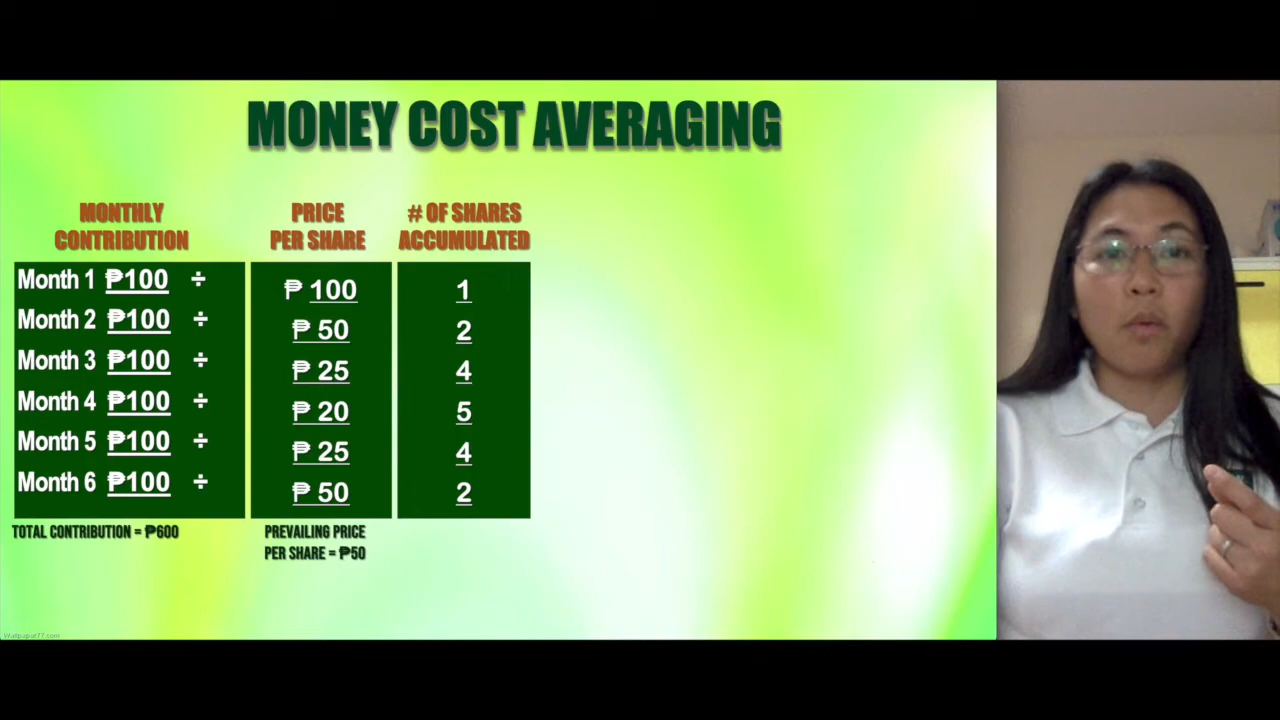 MONEY COST AVERAGING
MONTHLY
CONTRIBUTION
PRICE
PER SHARE
# OF SHARES
ACCUMULATED
Month 1 ₱100 ÷ ₱ 100 1
Month 2 ₱100 ÷ ₱ 50 2
Month 3 ₱100 ÷ ₱ 25 4
Month 4 ₱100 ÷ ₱ 20 5
Month 5 ₱100 ÷ ₱ 25 4
Month 6 ₱100 ÷ ₱ 50 2
TOTAL CONTRIBUTION = ₱600
PREVAILING PRICE
PER SHARE = ₱50
Wallpaper77.com